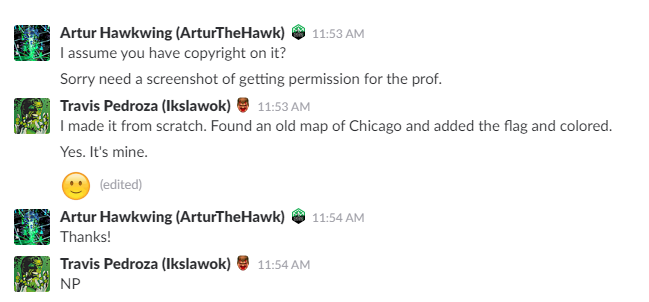 Artur Hawkwing (ArturTheHawk) 11:53 AM
I assume you have copyright on it?
Sorry need a screenshot of getting permission for the prof.
Travis Pedroza (Ikslawok) 11:53 AM
I made it from scratch. Found an old map of Chicago and added the flag and colored.
Yes. It's mine.
(edited)
Artur Hawkwing (ArturTheHawk) 11:54 AM
Thanks!
Travis Pedroza (Ikslawok) 11:54 AM
NP